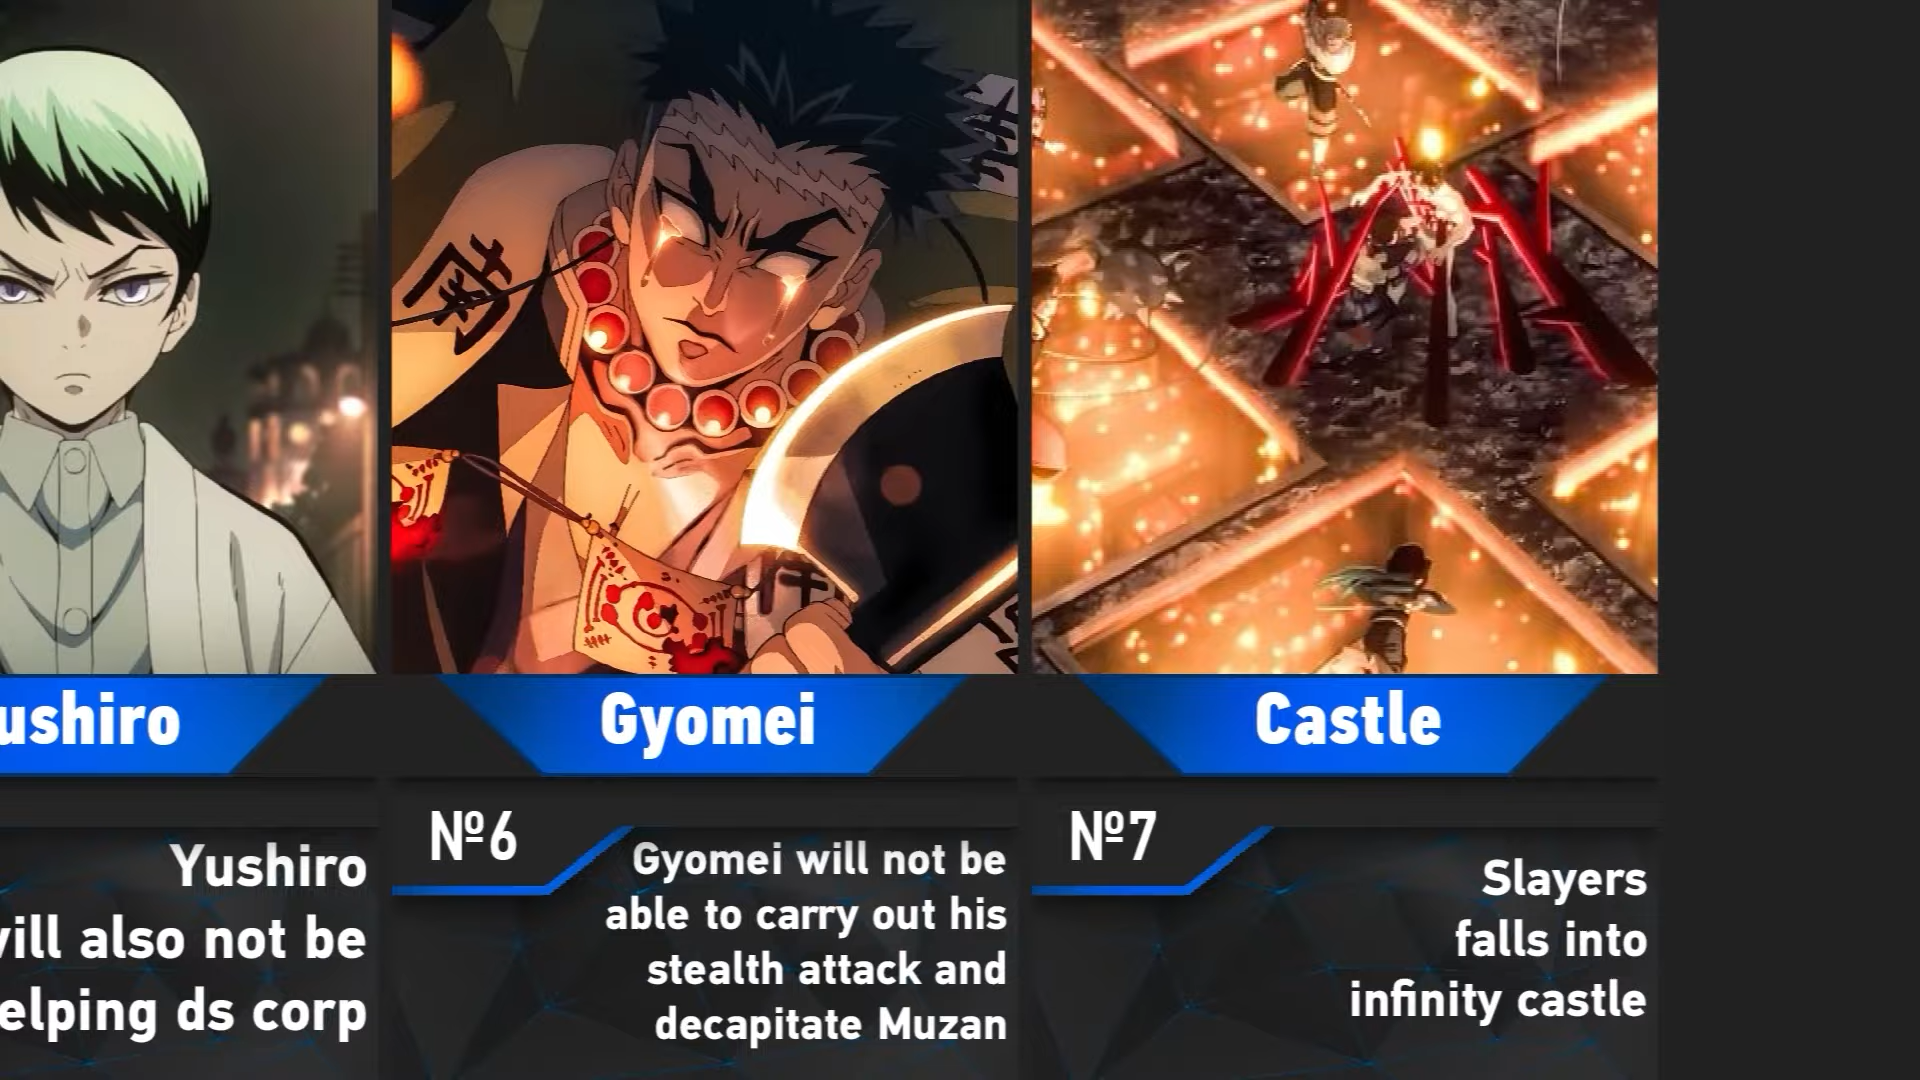 ushiro
Yushiro
will also not be
elping ds corp
Gyomei
№6
Gyomei will not be
able to carry out his
stealth attack and
decapitate Muzan
Castle
№7
Slayers
falls into
infinity castle